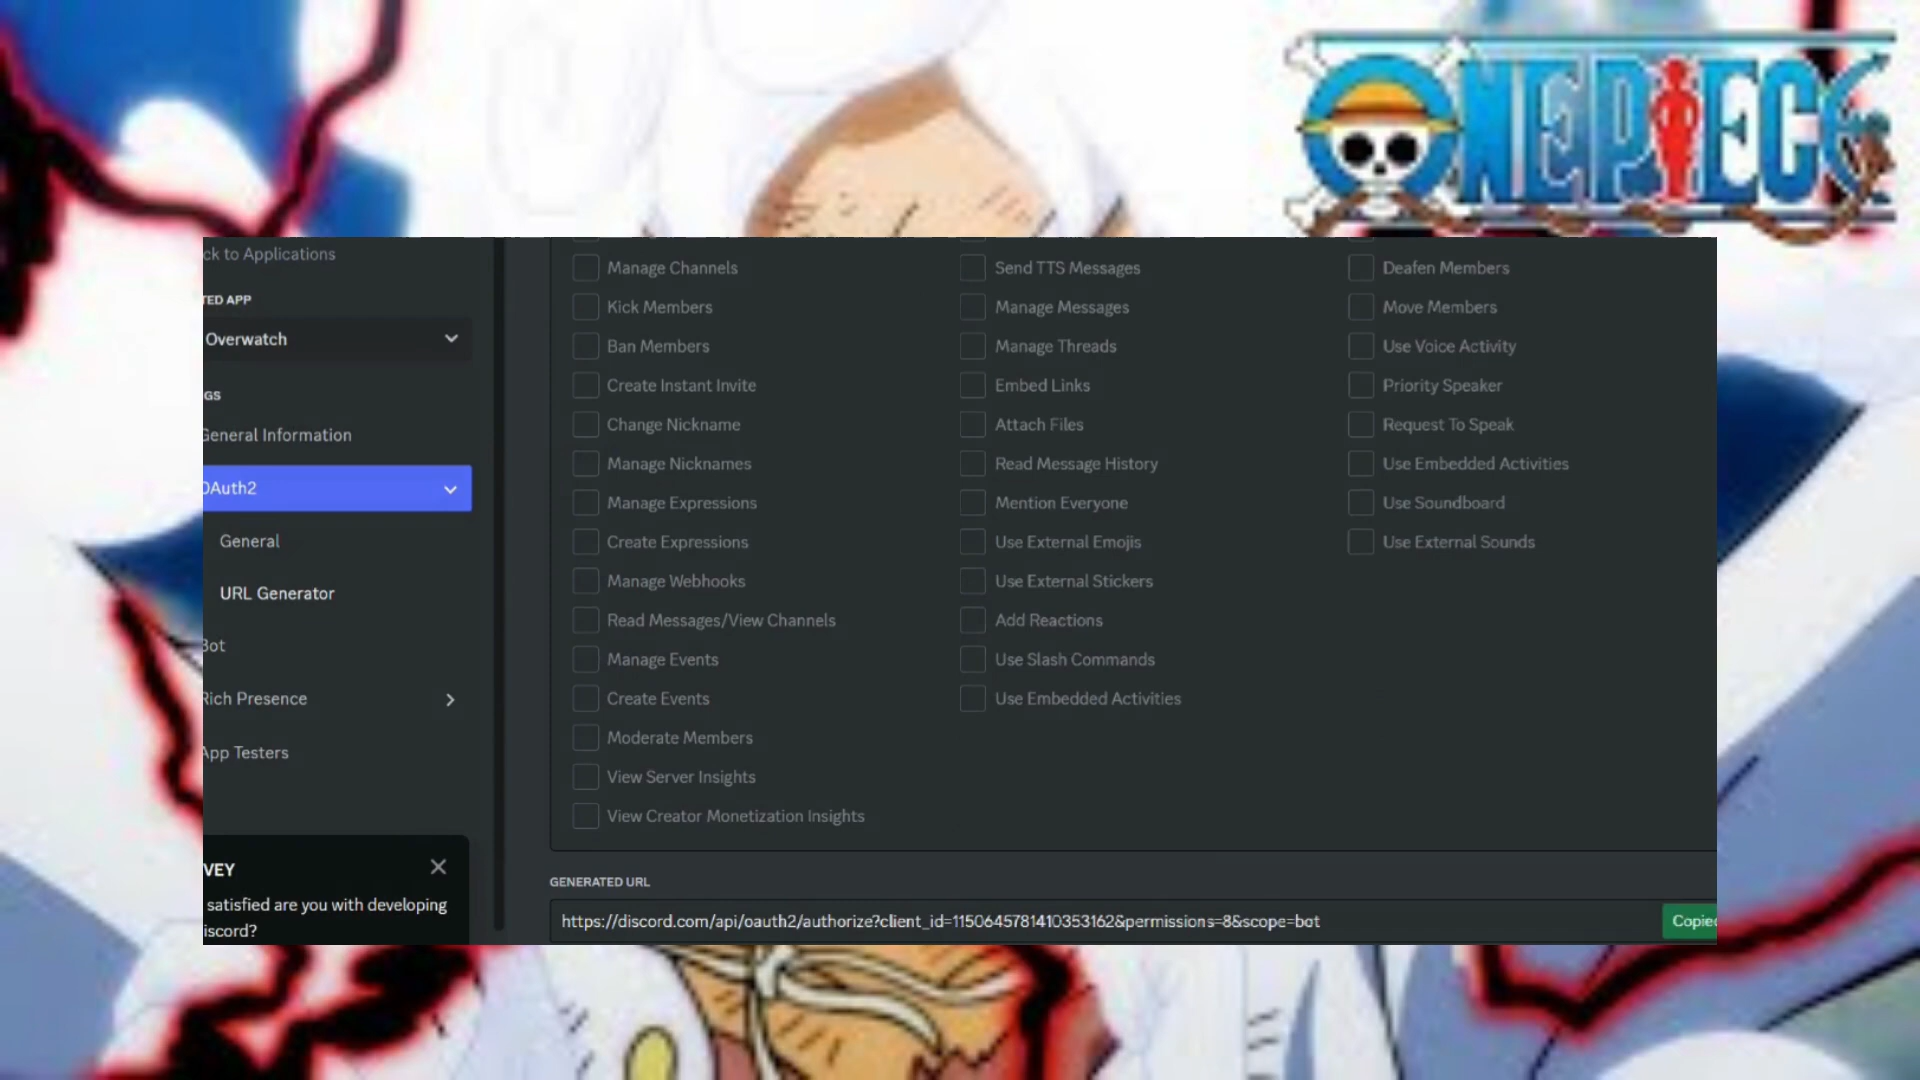 ONE PIECE
ck to Applications
TED APP
Overwatch
GS
General Information
OAuth2
General
URL Generator
Bot
Rich Presence
App Testers
VEY
satisfied are you with developing
iscord?
Manage Channels
Kick Members
Ban Members
Create Instant Invite
Change Nickname
Manage Nicknames
Manage Expressions
Create Expressions
Manage Webhooks
Read Messages/View Channels
Manage Events
Create Events
Moderate Members
View Server Insights
View Creator Monetization Insights
Send TTS Messages
Manage Messages
Manage Threads
Embed Links
Attach Files
Read Message History
Mention Everyone
Use External Emojis
Use External Stickers
Add Reactions
Use Slash Commands
Use Embedded Activities
Deafen Members
Move Members
Use Voice Activity
Priority Speaker
Request To Speak
Use Embedded Activities
Use Soundboard
Use External Sounds
GENERATED URL
https://discord.com/api/oauth2/authorize?client_id=1150645781410353162&permissions=8&scope=bot
Copied